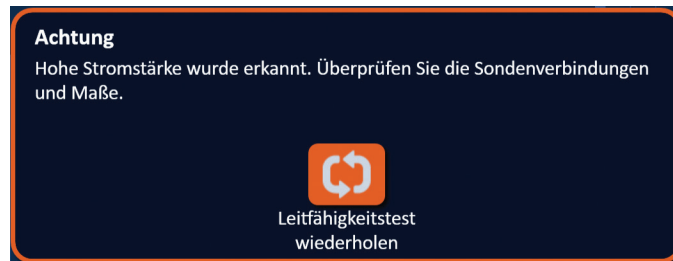 Achtung
Hohe Stromstärke wurde erkannt. Überprüfen Sie die Sondenverbindungen
und Maße.
Leitfähigkeitstest
wiederholen